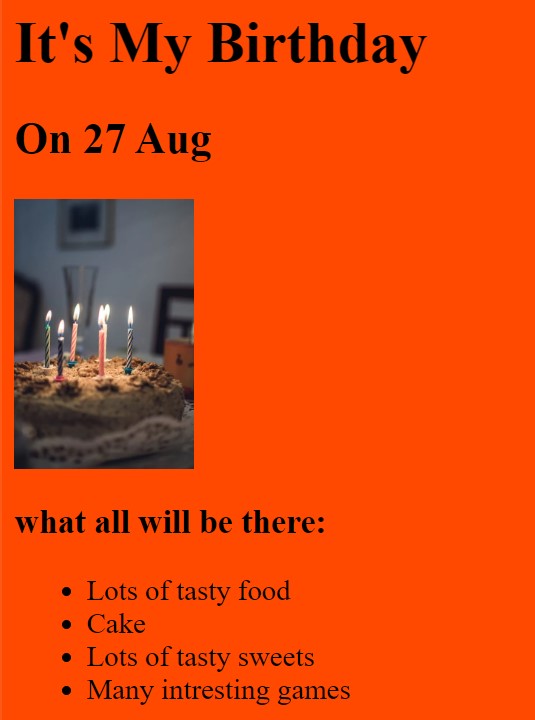 It's My Birthday
On 27 Aug
what all will be there:
Lots of tasty food
Cake
Lots of tasty sweets
Many intresting games